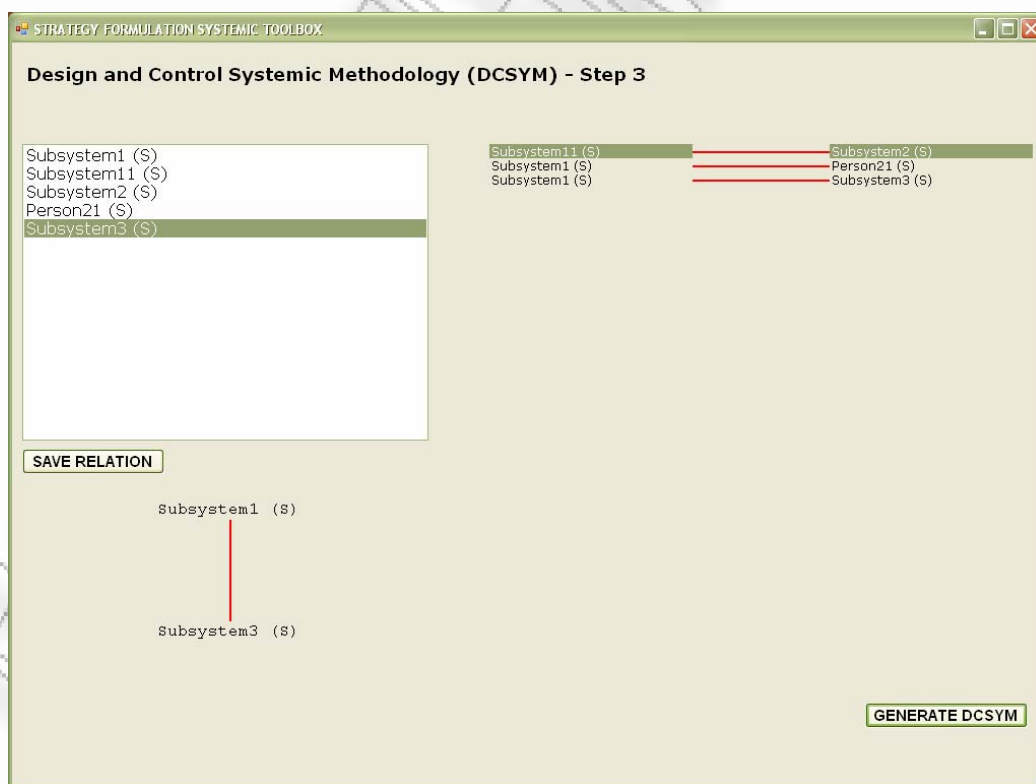 STRATEGY FORMULATION SYSTEMIC TOOLBOX
Design and Control Systemic Methodology (DCSYM) - Step 3
Subsystem1 (S)
Subsystem11 (S)
Subsystem2 (S)
Person21 (S)
Subsystem3 (S)
Subsystem11 (S) Subsystem2 (S)
Subsystem1 (S) Person21 (S)
Subsystem1 (S) Subsystem3 (S)
SAVE RELATION
Subsystem1 (S)
Subsystem3 (S)
GENERATE DCSYM